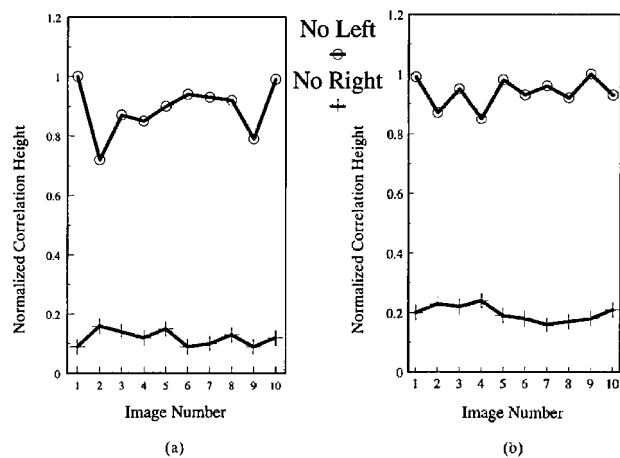 1.2
1
0.8
0.6
0.4
0.2
0
Normalized Correlation Height
1 2 3 4 5 6 7 8 9 10
Image Number
(a)
No Left
No Right
1.2
1
0.8
0.6
0.4
0.2
0
Normalized Correlation Height
1 2 3 4 5 6 7 8 9 10
Image Number
(b)